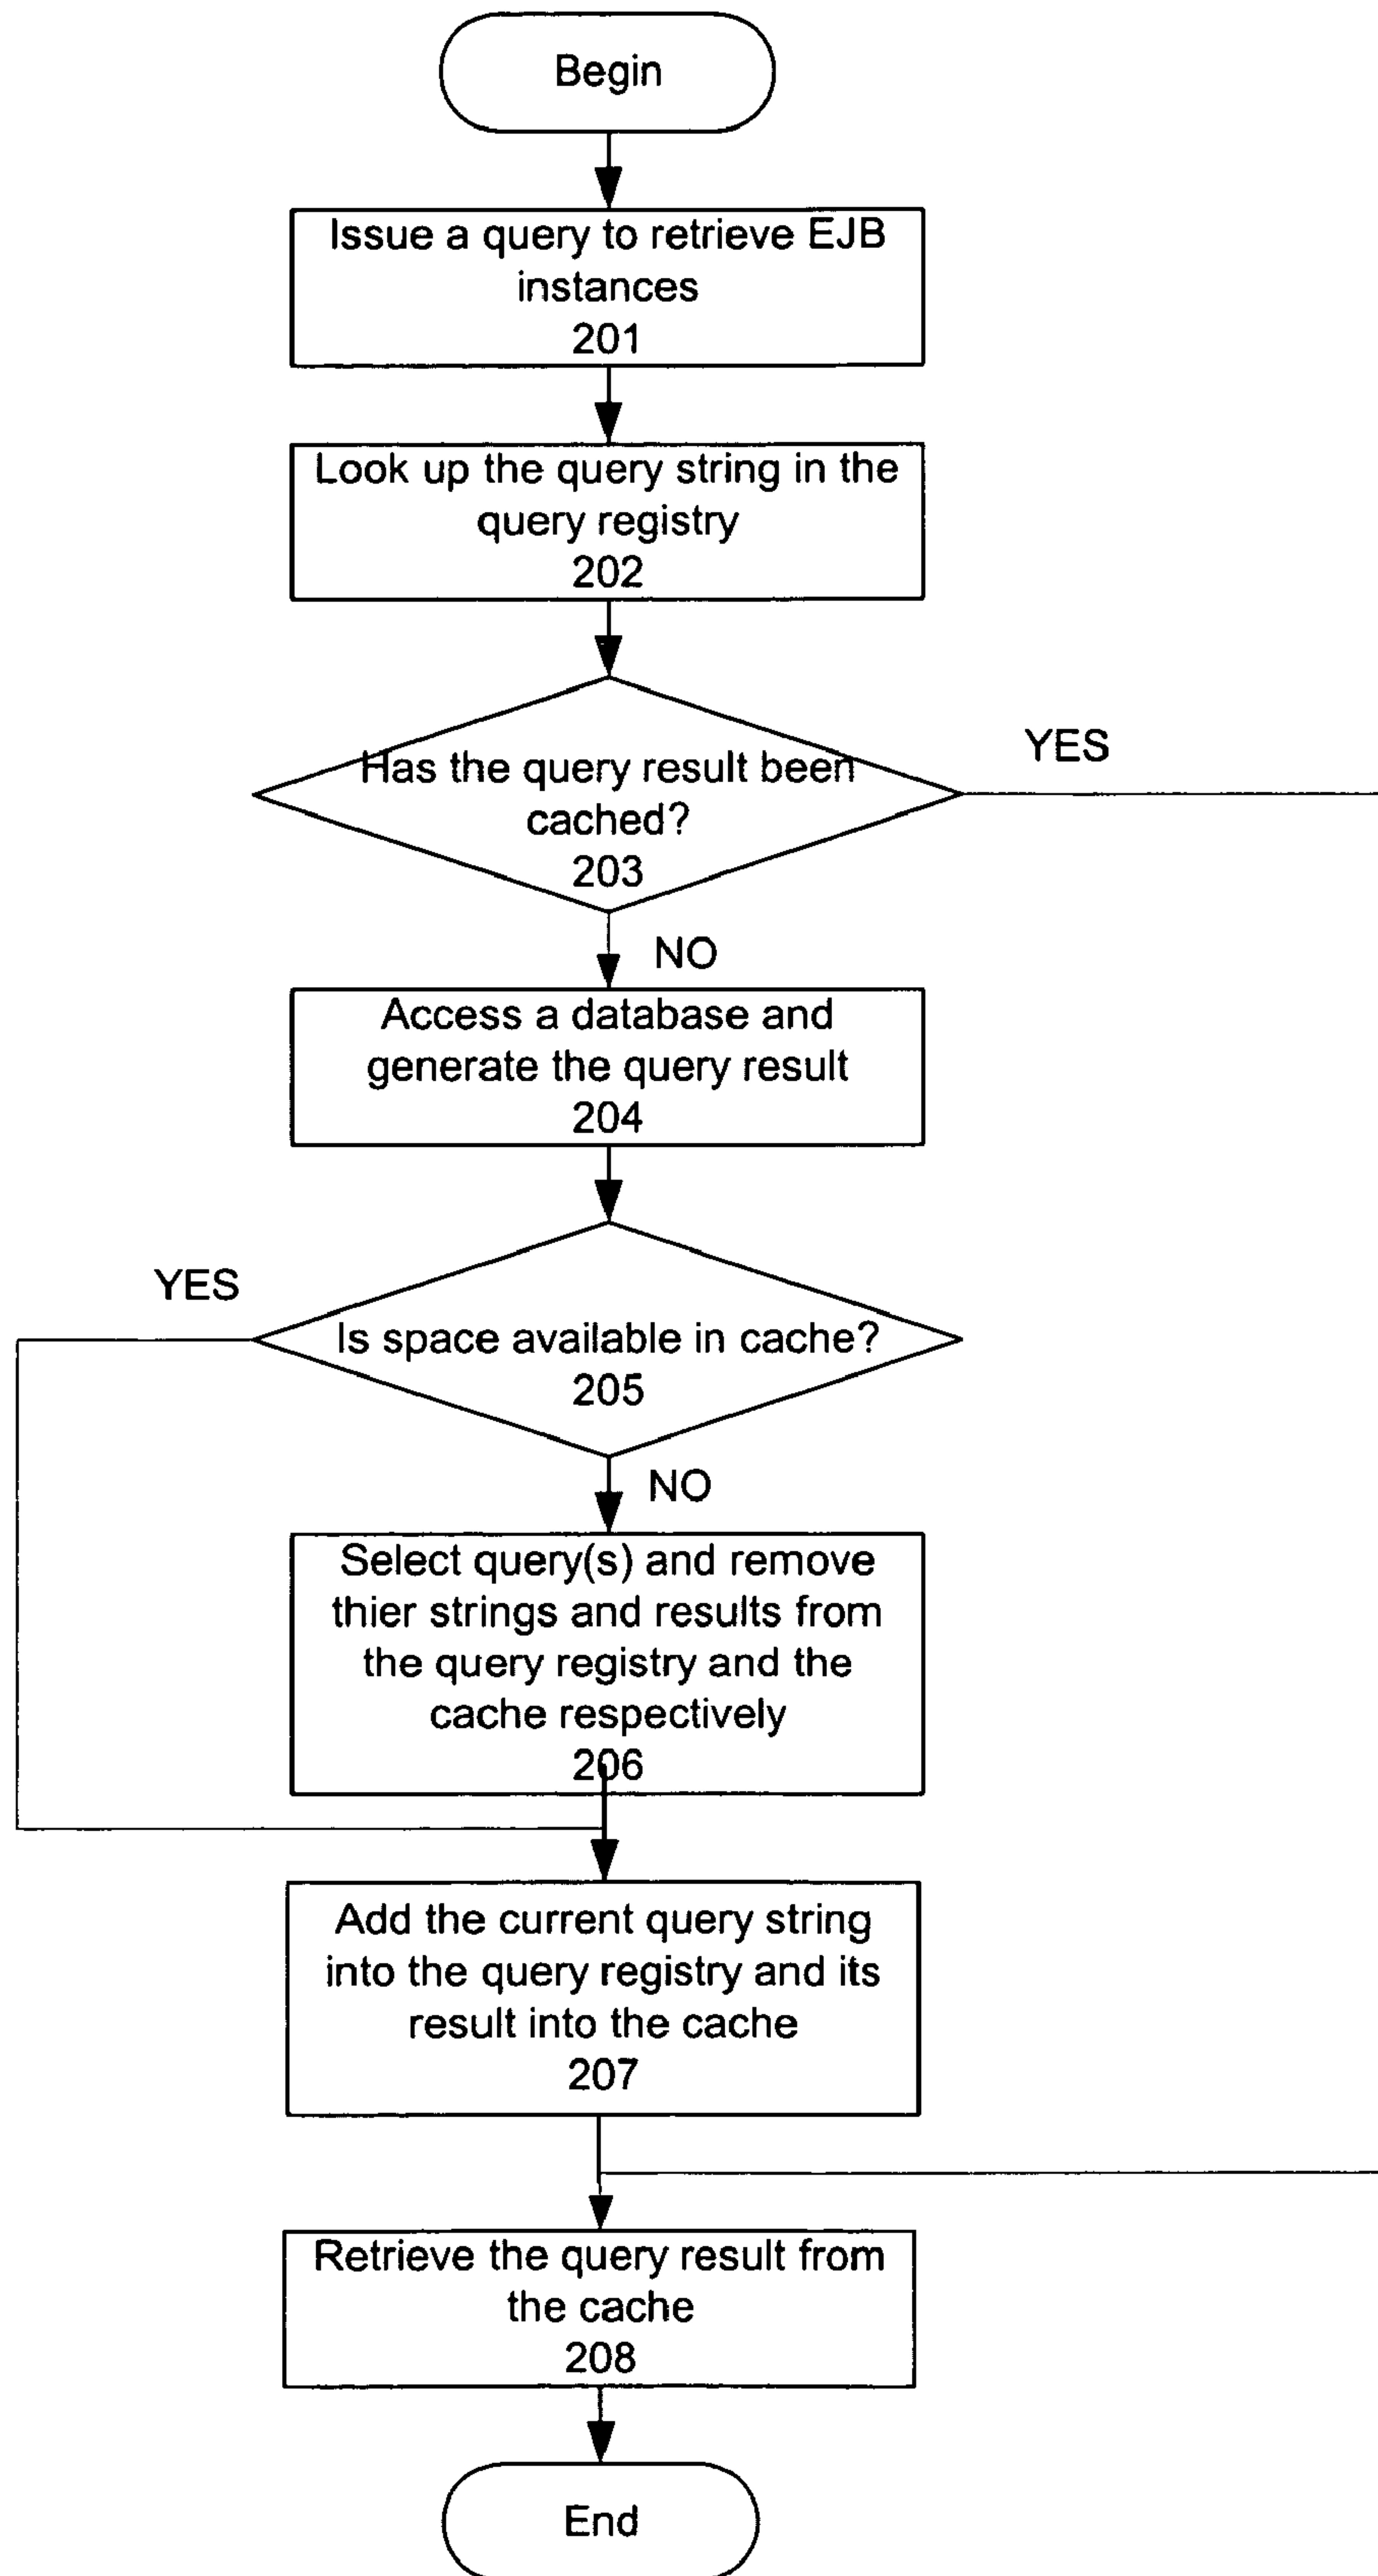 Begin
Issue a query to retrieve EJB
instances
201
Look up the query string in the
query registry
202
Has the query result been
cached?
203
YES
NO
Access a database and
generate the query result
204
YES
Is space available in cache?
205
NO
Select query(s) and remove
thier strings and results from
the query registry and the
cache respectively
206
Add the current query string
into the query registry and its
result into the cache
207
Retrieve the query result from
the cache
208
End